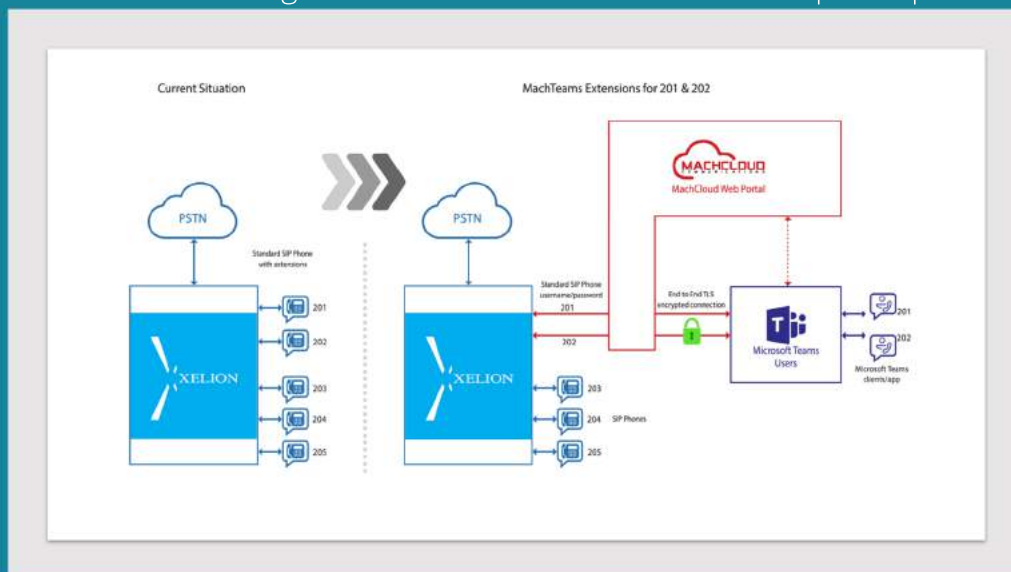 Current Situation
MachTeams Extensions for 201 & 202
MACHCLOUD
COMMUNICATIONS
MachCloud Web Portal
PSTN
PSTN
Standard SIP Phone
with extensions
Standard SIP Phone
username/password
201
End to End TLS
encrypted connection
201
202
202
203
204
205
XELION
XELION
203
204
SIP Phones
205
T
Microsoft Teams
Users
201
202
Microsoft Teams
clients/app